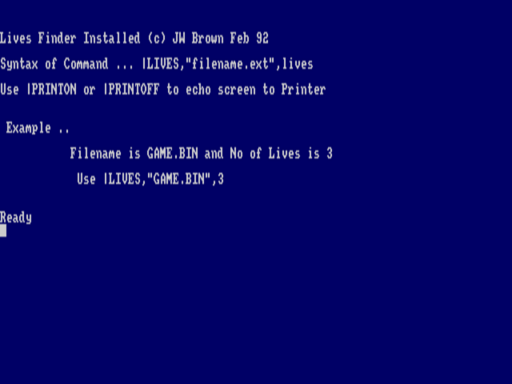 Lives Finder Installed (c) JW Brown Feb 92
Syntax of Command ... |LIVES,"filename.ext",lives
Use |PRINTON or |PRINTOFF to echo screen to Printer
Example ..
Filename is GAME.BIN and No of Lives is 3
Use |LIVES,"GAME.BIN",3
Ready